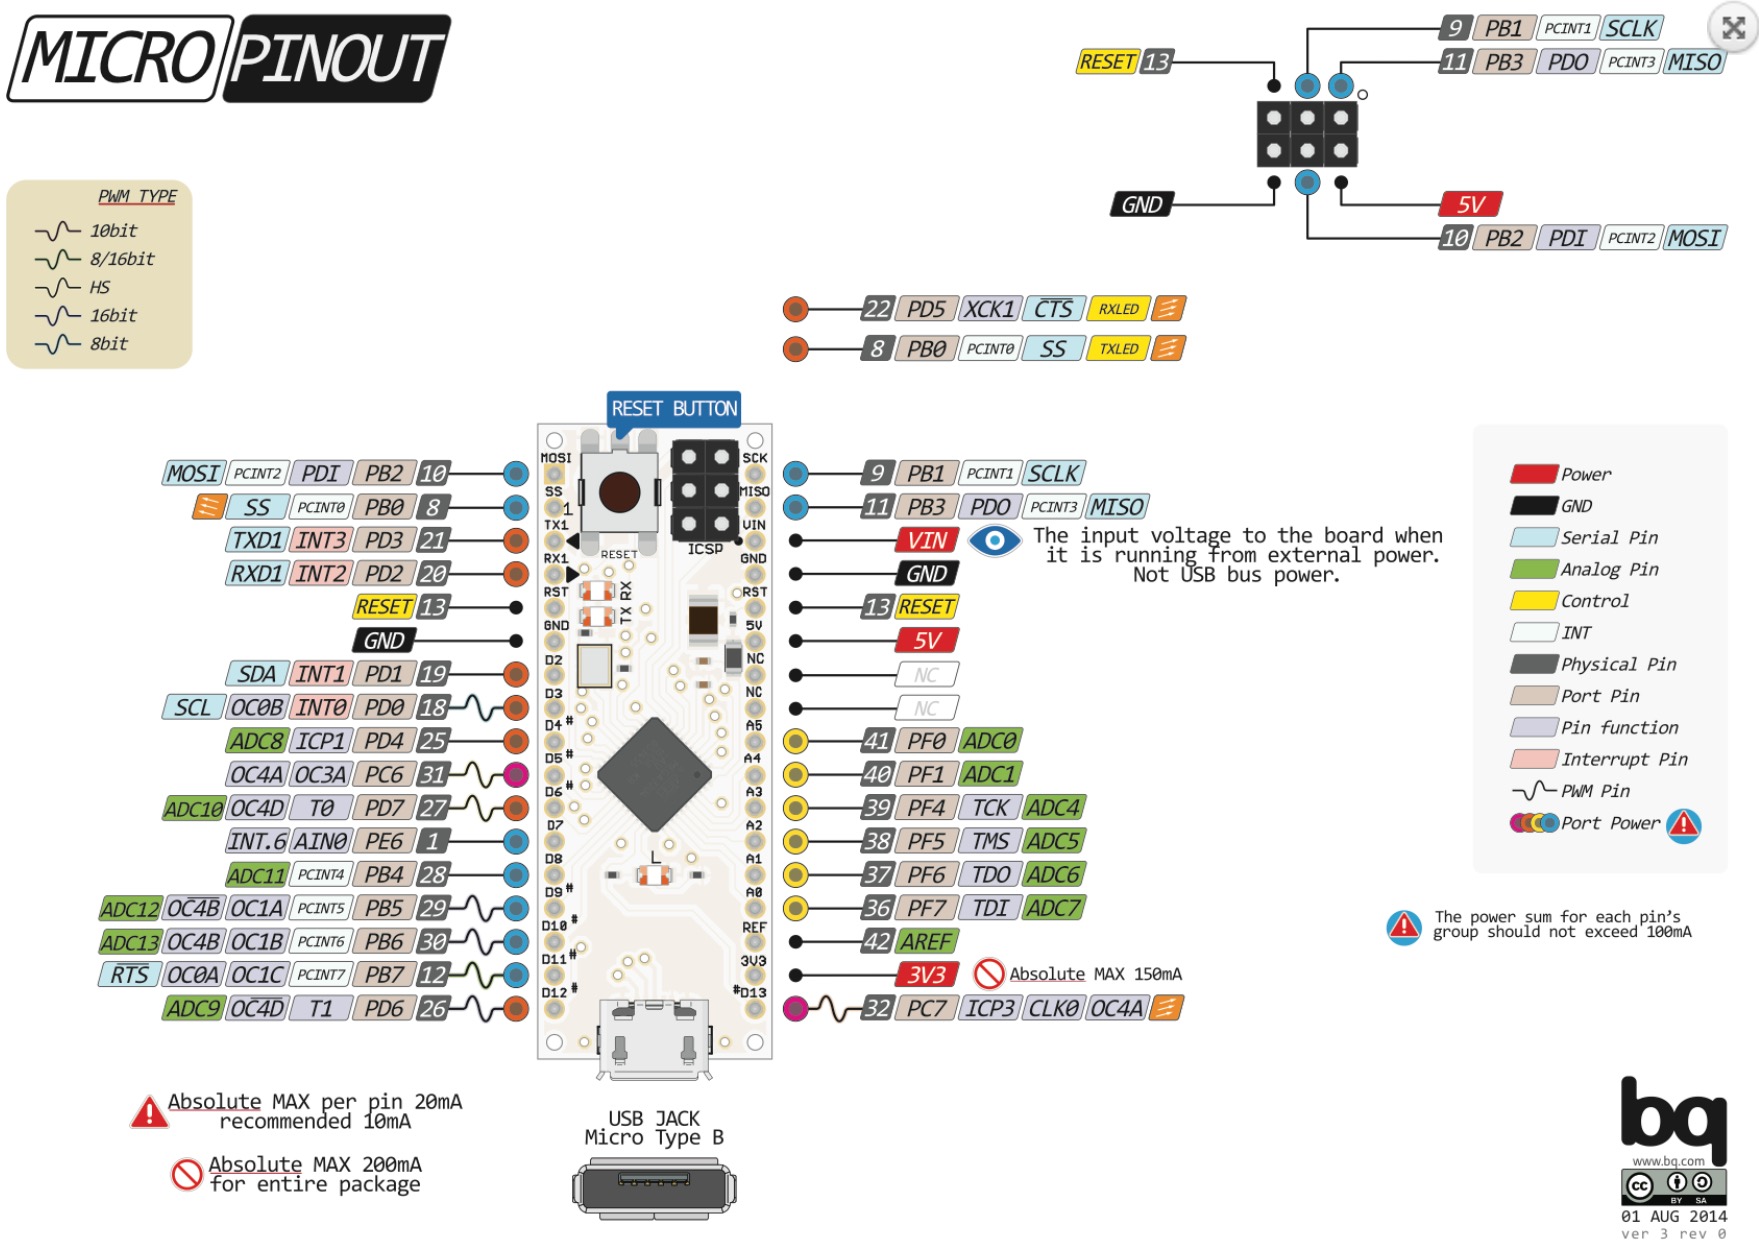 MICRO PINOUT
PWM TYPE
10bit
8/16bit
HS
16bit
8bit
RESET 13
9 PB1 PCINT1 SCLK
11 PB3 PDO PCINT3 MISO
GND
5V
10 PB2 PDI PCINT2 MOSI
22 PD5 XCK1 CTS RXLED
8 PB0 PCINT0 SS TXLED
RESET BUTTON
MOSI PCINT2 PDI PB2 10
SS PCINT0 PB0 8
TXD1 INT3 PD3 21
RXD1 INT2 PD2 20
RESET 13
GND
SDA INT1 PD1 19
SCL OC0B INT0 PD0 18
ADC8 ICP1 PD4 25
OC4A OC3A PC6 31
ADC10 OC4D T0 PD7 27
INT.6 AIN0 PE6 1
ADC11 PCINT4 PB4 28
ADC12 OC4B OC1A PCINT5 PB5 29
ADC13 OC4B OC1B PCINT6 PB6 30
RTS OC0A OC1C PCINT7 PB7 12
ADC9 OC4D T1 PD6 26
MOSI
SS
1
TX1
RX1
RST
GND
D2
D3
D4 #
D5 #
D6 #
D7
D8
D9 #
D10 #
D11 #
D12 #
RESET
TX RX
ICSP
L
SCK
MISO
VIN
GND
RST
5V
NC
NC
A5
A4
A3
A2
A1
A0
REF
3V3
#D13
9 PB1 PCINT1 SCLK
11 PB3 PDO PCINT3 MISO
VIN
The input voltage to the board when
it is running from external power.
Not USB bus power.
GND
13 RESET
5V
NC
NC
41 PF0 ADC0
40 PF1 ADC1
39 PF4 TCK ADC4
38 PF5 TMS ADC5
37 PF6 TDO ADC6
36 PF7 TDI ADC7
42 AREF
3V3 Absolute MAX 150mA
32 PC7 ICP3 CLK0 OC4A
Power
GND
Serial Pin
Analog Pin
Control
INT
Physical Pin
Port Pin
Pin function
Interrupt Pin
PWM Pin
Port Power
The power sum for each pin's
group should not exceed 100mA
Absolute MAX per pin 20mA
recommended 10mA
Absolute MAX 200mA
for entire package
USB JACK
Micro Type B
bq
www.bq.com
cc BY SA
01 AUG 2014
ver 3 rev 0